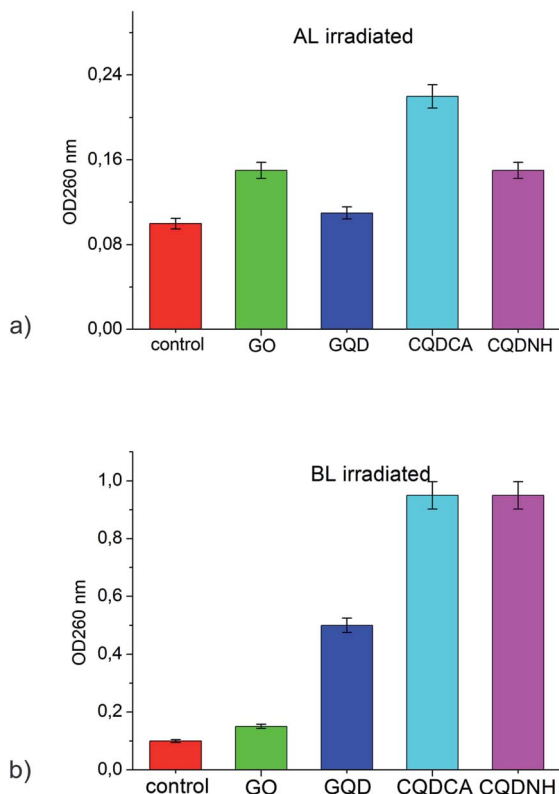 AL irradiated
0,24
0,16
0,08
0,00
OD260 nm
a)
control GO GQD CQDCA CQDNH
BL irradiated
1,0
0,8
0,6
0,4
0,2
0,0
OD260 nm
b)
control GO GQD CQDCA CQDNH